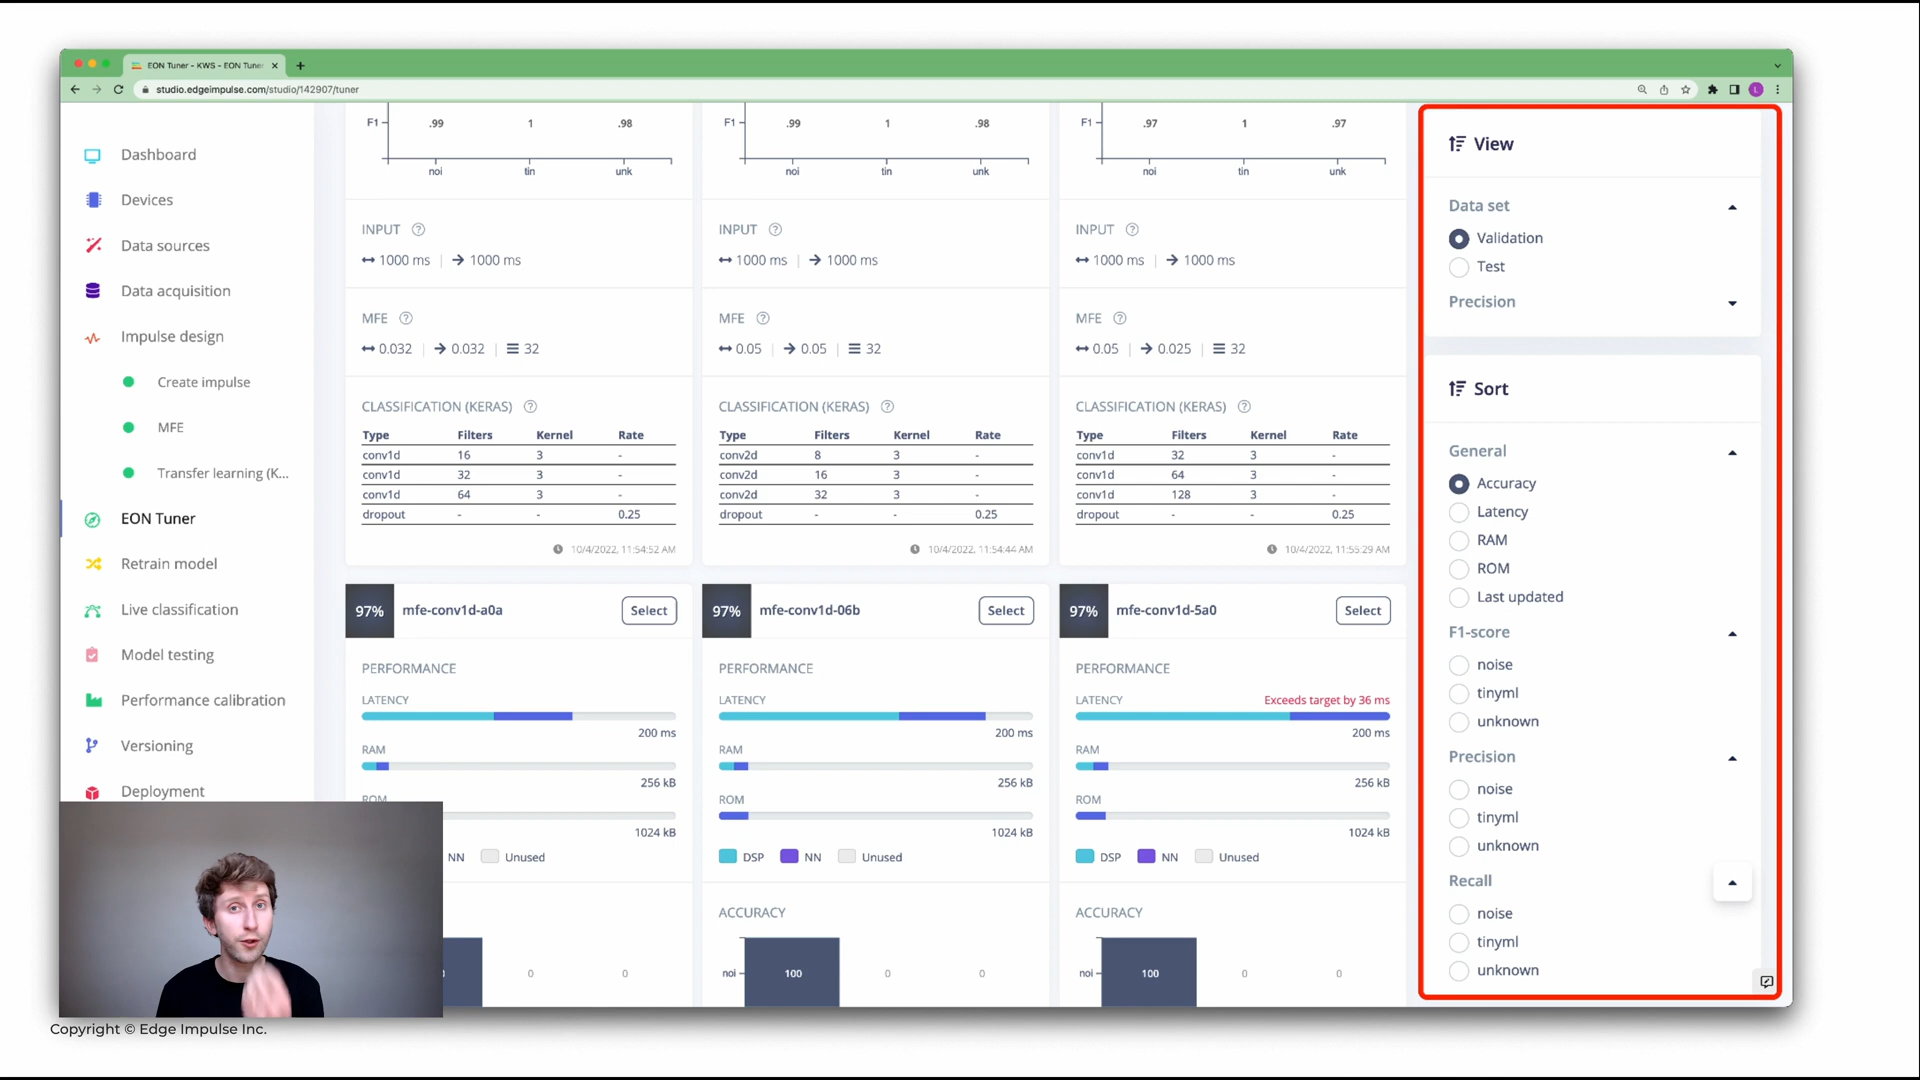 EON Tuner - KWS - EON Tuner
studio.edgeimpulse.com/studio/142907/tuner
L
Dashboard
Devices
Data sources
Data acquisition
Impulse design
Create impulse
MFE
Transfer learning (K...
EON Tuner
Retrain model
Live classification
Model testing
Performance calibration
Versioning
Deployment
F1 .99 1 .98
noi tin unk
INPUT ?
1000 ms | 1000 ms
MFE ?
0.032 | 0.032 | 32
CLASSIFICATION (KERAS) ?
Type Filters Kernel Rate
conv1d 16 3 -
conv1d 32 3 -
conv1d 64 3 -
dropout - - 0.25
10/4/2022, 11:54:52 AM
F1 .99 1 .98
noi tin unk
INPUT ?
1000 ms | 1000 ms
MFE ?
0.05 | 0.05 | 32
CLASSIFICATION (KERAS) ?
Type Filters Kernel Rate
conv2d 8 3 -
conv2d 16 3 -
conv2d 32 3 -
dropout - - 0.25
10/4/2022, 11:54:44 AM
F1 .97 1 .97
noi tin unk
INPUT ?
1000 ms | 1000 ms
MFE ?
0.05 | 0.025 | 32
CLASSIFICATION (KERAS) ?
Type Filters Kernel Rate
conv1d 32 3 -
conv1d 64 3 -
conv1d 128 3 -
dropout - - 0.25
10/4/2022, 11:55:29 AM
97% mfe-conv1d-a0a Select
PERFORMANCE
LATENCY
200 ms
RAM
256 kB
ROM
1024 kB
NN Unused
0 0
97% mfe-conv1d-06b Select
PERFORMANCE
LATENCY
200 ms
RAM
256 kB
ROM
1024 kB
DSP NN Unused
ACCURACY
noi 100 0 0
97% mfe-conv1d-5a0 Select
PERFORMANCE
LATENCY Exceeds target by 36 ms
200 ms
RAM
256 kB
ROM
1024 kB
DSP NN Unused
ACCURACY
noi 100 0 0
View
Data set
Validation
Test
Precision
Sort
General
Accuracy
Latency
RAM
ROM
Last updated
F1-score
noise
tinyml
unknown
Precision
noise
tinyml
unknown
Recall
noise
tinyml
unknown
Copyright © Edge Impulse Inc.